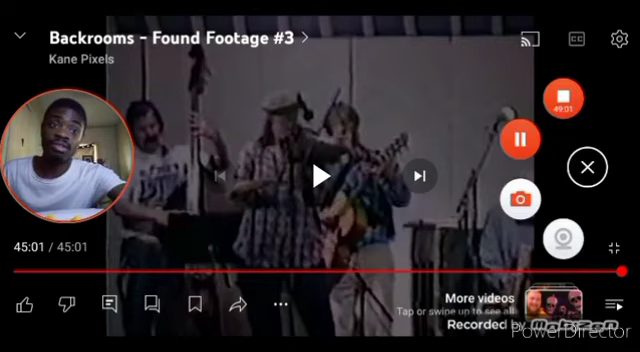 Backrooms - Found Footage #3
CC
Kane Pixels
49:01
45:01 / 45:01
More videos
Tap or swipe up to see all
Recorded by Mobizen
PowerDirector